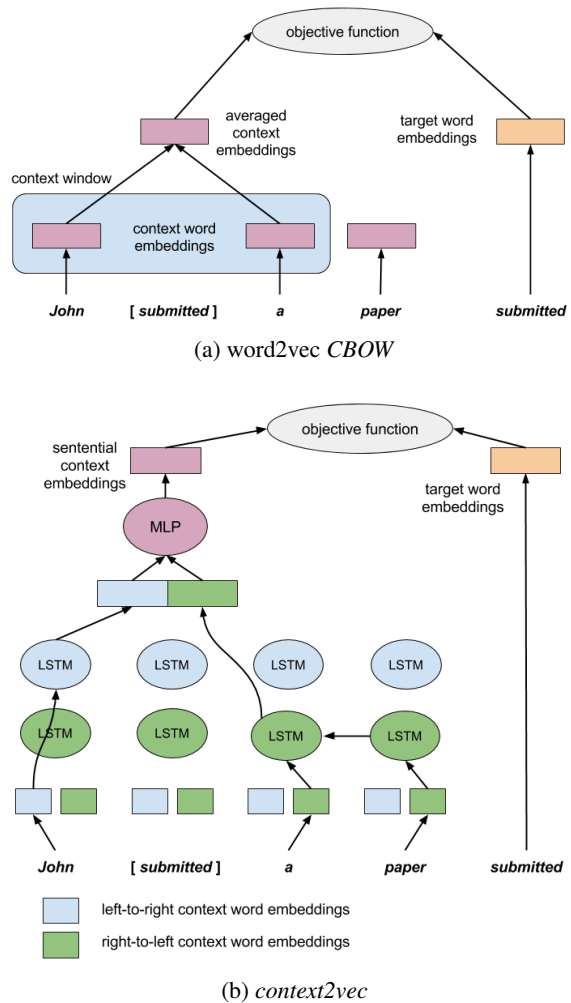 objective function
averaged
context
embeddings
target word
embeddings
context window
context word
embeddings
John [ submitted ] a paper submitted
(a) word2vec CBOW
objective function
sentential
context
embeddings
target word
embeddings
MLP
LSTM LSTM LSTM LSTM
LSTM LSTM LSTM LSTM
John [ submitted ] a paper submitted
left-to-right context word embeddings
right-to-left context word embeddings
(b) context2vec